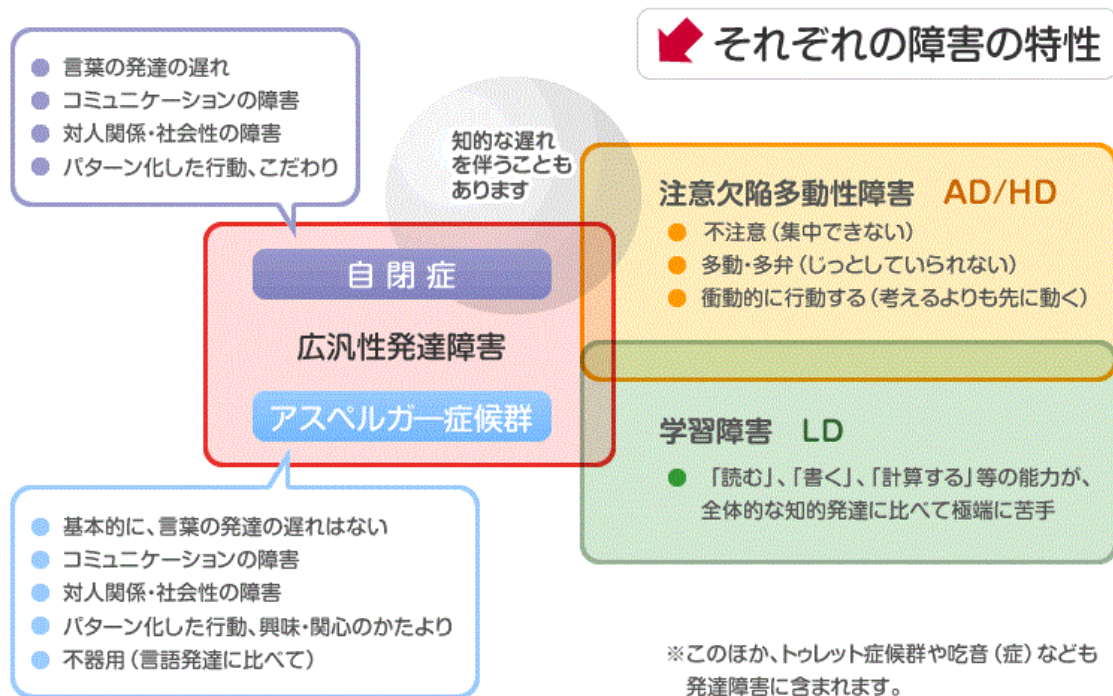 それぞれの障害の特性
言葉の発達の遅れ
コミュニケーションの障害
対人関係・社会性の障害
パターン化した行動、こだわり
知的な遅れ
を伴うことも
あります
自閉症
広汎性発達障害
アスペルガー症候群
基本的に、言葉の発達の遅れはない
コミュニケーションの障害
対人関係・社会性の障害
パターン化した行動、興味・関心のかたより
不器用(言語発達に比べて)
注意欠陥多動性障害 AD/HD
不注意(集中できない)
多動・多弁(じっとしていられない)
衝動的に行動する(考えるよりも先に動く)
学習障害 LD
「読む」、「書く」、「計算する」等の能力が、
全体的な知的発達に比べて極端に苦手
※このほか、トゥレット症候群や吃音(症)なども
発達障害に含まれます。